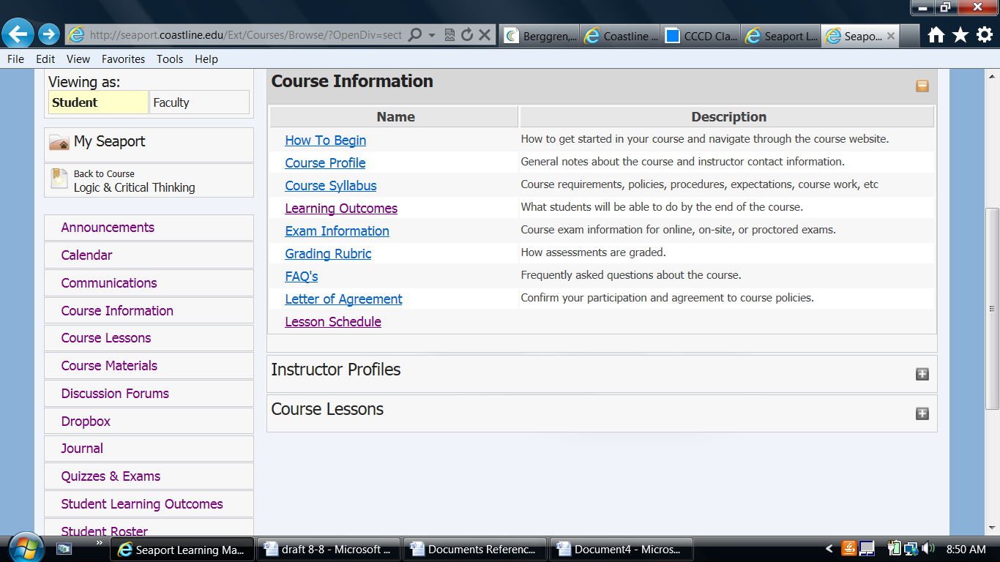 http://seaport.coastline.edu/Ext/Courses/Browse/?OpenDiv=sect
Berggren,...
Coastline ...
CCCD Cla...
Seaport L...
Seapo...
File Edit View Favorites Tools Help
Viewing as:
Student Faculty
My Seaport
Back to Course
Logic & Critical Thinking
Announcements
Calendar
Communications
Course Information
Course Lessons
Course Materials
Discussion Forums
Dropbox
Journal
Quizzes & Exams
Student Learning Outcomes
Student Roster
Course Information
Name Description
How To Begin How to get started in your course and navigate through the course website.
Course Profile General notes about the course and instructor contact information.
Course Syllabus Course requirements, policies, procedures, expectations, course work, etc
Learning Outcomes What students will be able to do by the end of the course.
Exam Information Course exam information for online, on-site, or proctored exams.
Grading Rubric How assessments are graded.
FAQ's Frequently asked questions about the course.
Letter of Agreement Confirm your participation and agreement to course policies.
Lesson Schedule
Instructor Profiles
Course Lessons
Seaport Learning Ma...
draft 8-8 - Microsoft ...
Documents Referenc...
Document4 - Micros...
8:50 AM